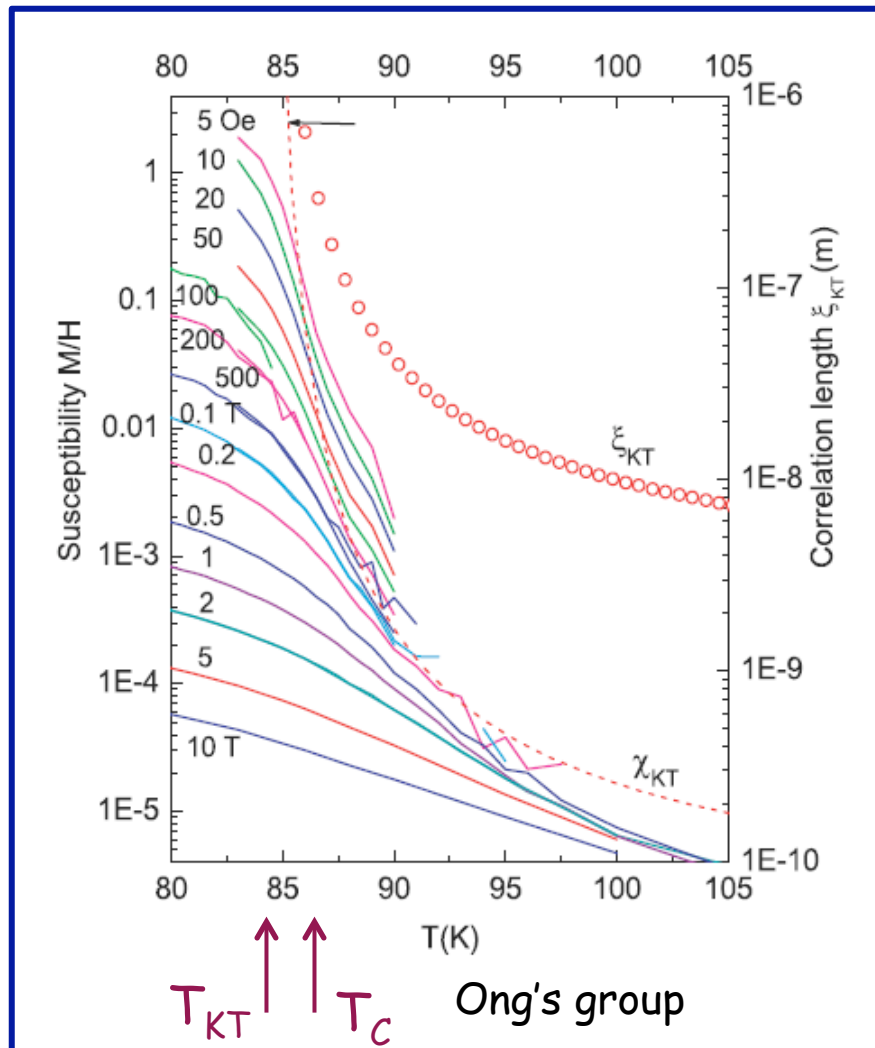 80 85 90 95 100 105
5 Oe
10
20
50
100
200
500
0.1 T
0.2
0.5
1
2
5
10 T
1
0.1
0.01
1E-3
1E-4
1E-5
Susceptibility M/H
1E-6
1E-7
1E-8
1E-9
1E-10
Correlation length ξKT(m)
ξKT
χKT
80 85 90 95 100 105
T(K)
TKT TC Ong's group